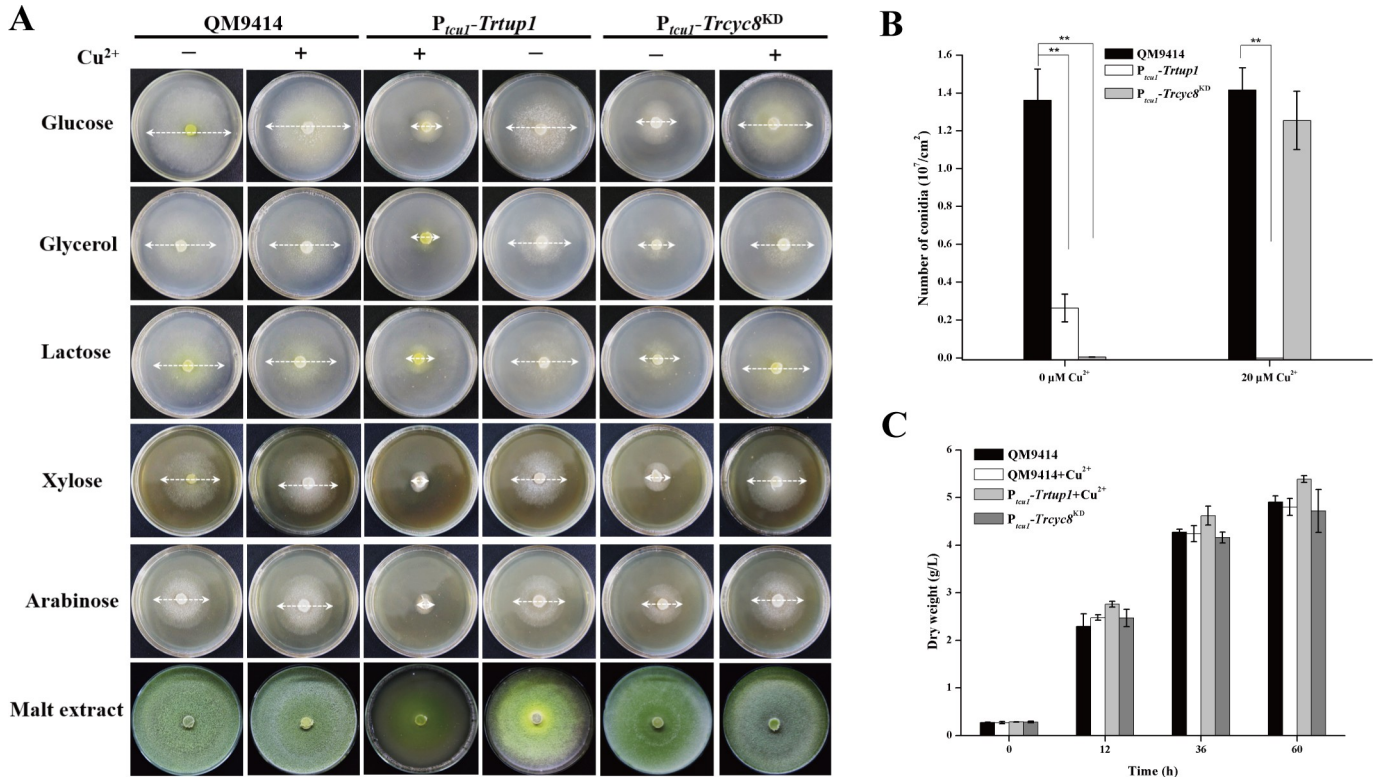 A
QM9414 Ptcu1-Trtup1 Ptcu1-Trcyc8KD
Cu2+ − + + − − +
Glucose
Glycerol
Lactose
Xylose
Arabinose
Malt extract
B
Number of conidia (10⁷/cm²)
1.6
1.4
1.2
1.0
0.8
0.6
0.4
0.2
0.0
** ** **
QM9414
Ptcu1-Trtup1
Ptcu1-Trcyc8KD
0 μM Cu2+ 20 μM Cu2+
C
Dry weight (g/L)
6
5
4
3
2
1
0
QM9414
QM9414+Cu2+
Ptcu1-Trtup1+Cu2+
Ptcu1-Trcyc8KD
0 12 36 60
Time (h)